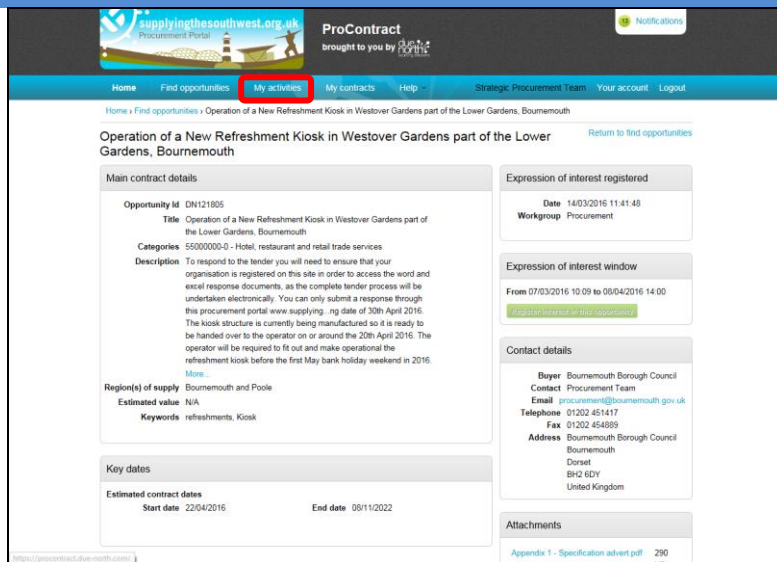 supplyingthesouthwest.org.uk
Procurement Portal
ProContract
brought to you by
12 Notifications
Home Find opportunities My activities My contracts Help Strategic Procurement Team Your account Logout
Home › Find opportunities › Operation of a New Refreshment Kiosk in Westover Gardens part of the Lower Gardens, Bournemouth
Operation of a New Refreshment Kiosk in Westover Gardens part of the Lower
Gardens, Bournemouth
Return to find opportunities
Main contract details
Opportunity Id DN121805
Title Operation of a New Refreshment Kiosk in Westover Gardens part of
the Lower Gardens, Bournemouth
Categories 55000000-0 - Hotel, restaurant and retail trade services
Description To respond to the tender you will need to ensure that your
organisation is registered on this site in order to access the word and
excel response documents, as the complete tender process will be
undertaken electronically. You can only submit a response through
this procurement portal www.supplying...ng date of 30th April 2016.
The kiosk structure is currently being manufactured so it is ready to
be handed over to the operator on or around the 20th April 2016. The
operator will be required to fit out and make operational the
refreshment kiosk before the first May bank holiday weekend in 2016.
More...
Region(s) of supply Bournemouth and Poole
Estimated value N/A
Keywords refreshments, Kiosk
Key dates
Estimated contract dates
Start date 22/04/2016 End date 08/11/2022
Expression of interest registered
Date 14/03/2016 11:41:48
Workgroup Procurement
Expression of interest window
From 07/03/2016 10:09 to 08/04/2016 14:00
Register interest in this opportunity
Contact details
Buyer Bournemouth Borough Council
Contact Procurement Team
Email procurement@bournemouth.gov.uk
Telephone 01202 451417
Fax 01202 454889
Address Bournemouth Borough Council
Bournemouth
Dorset
BH2 6DY
United Kingdom
Attachments
Appendix 1 - Specification advert.pdf 290
https://procontract.due-north.com/